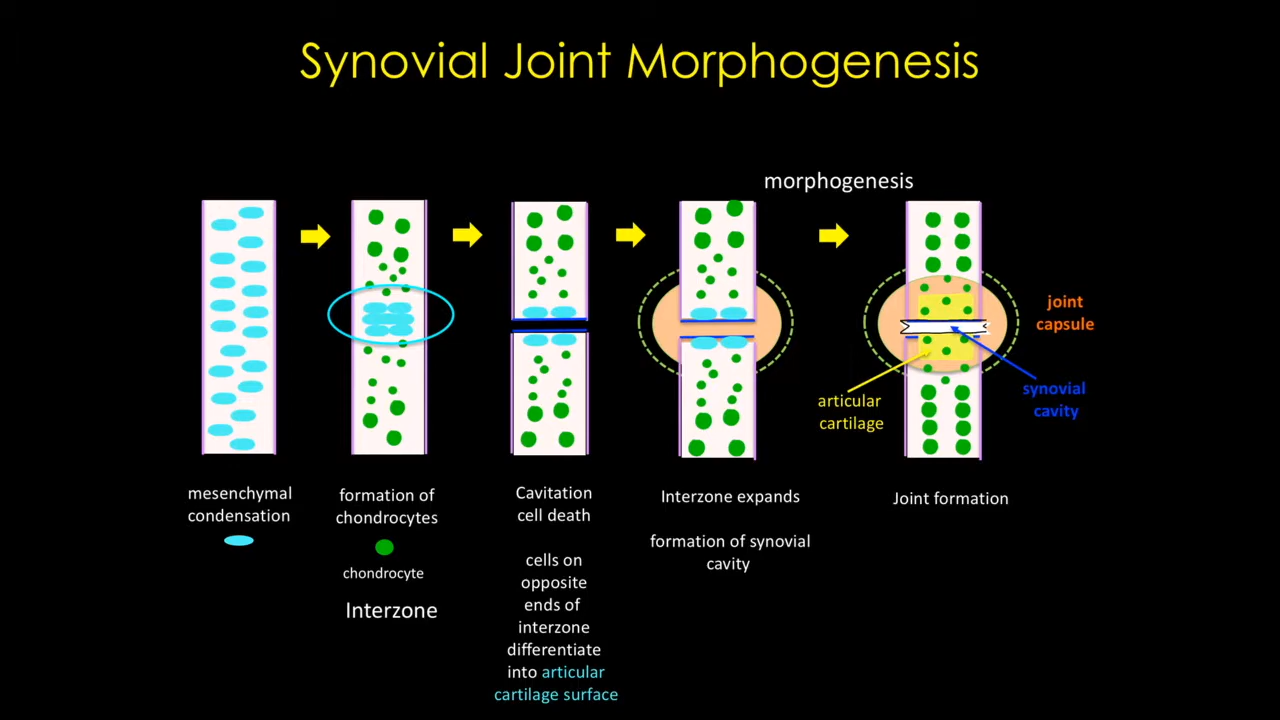 Synovial Joint Morphogenesis
morphogenesis
joint
capsule
synovial
cavity
articular
cartilage
mesenchymal
condensation
formation of
chondrocytes
chondrocyte
Interzone
Cavitation
cell death
cells on
opposite
ends of
interzone
differentiate
into articular
cartilage surface
Interzone expands
formation of synovial
cavity
Joint formation